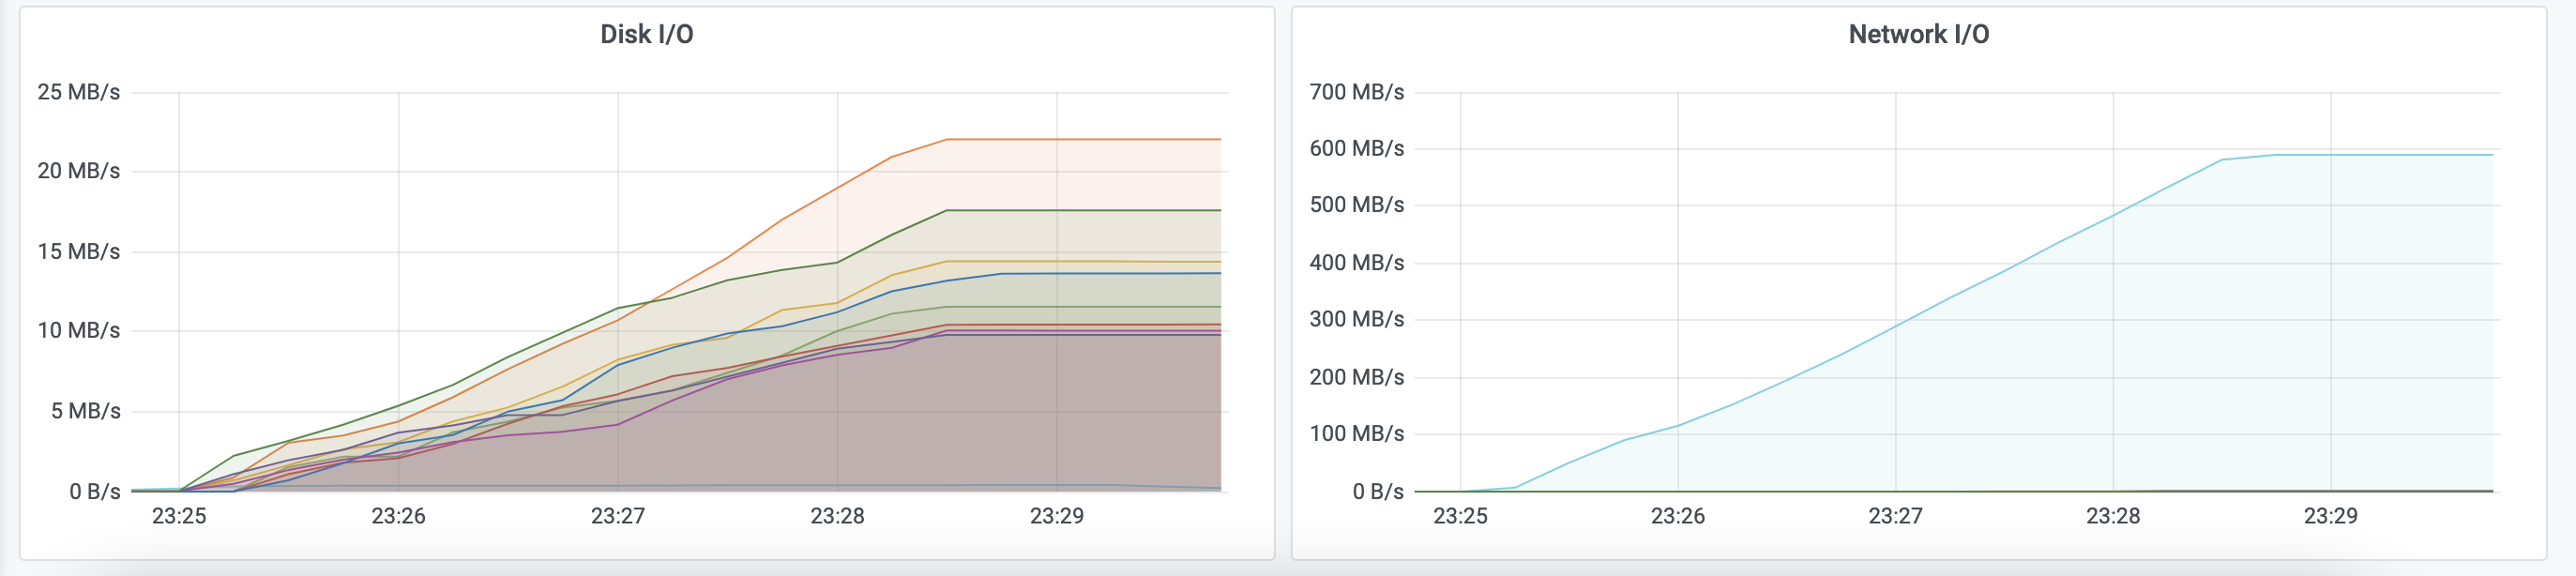 Disk I/O
25 MB/s
20 MB/s
15 MB/s
10 MB/s
5 MB/s
0 B/s
23:25 23:26 23:27 23:28 23:29
Network I/O
700 MB/s
600 MB/s
500 MB/s
400 MB/s
300 MB/s
200 MB/s
100 MB/s
0 B/s
23:25 23:26 23:27 23:28 23:29